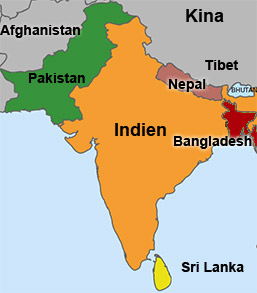 Kina
Afghanistan
Tibet
Pakistan
Nepal
BHUTAN
Indien
Bangladesh
Sri Lanka